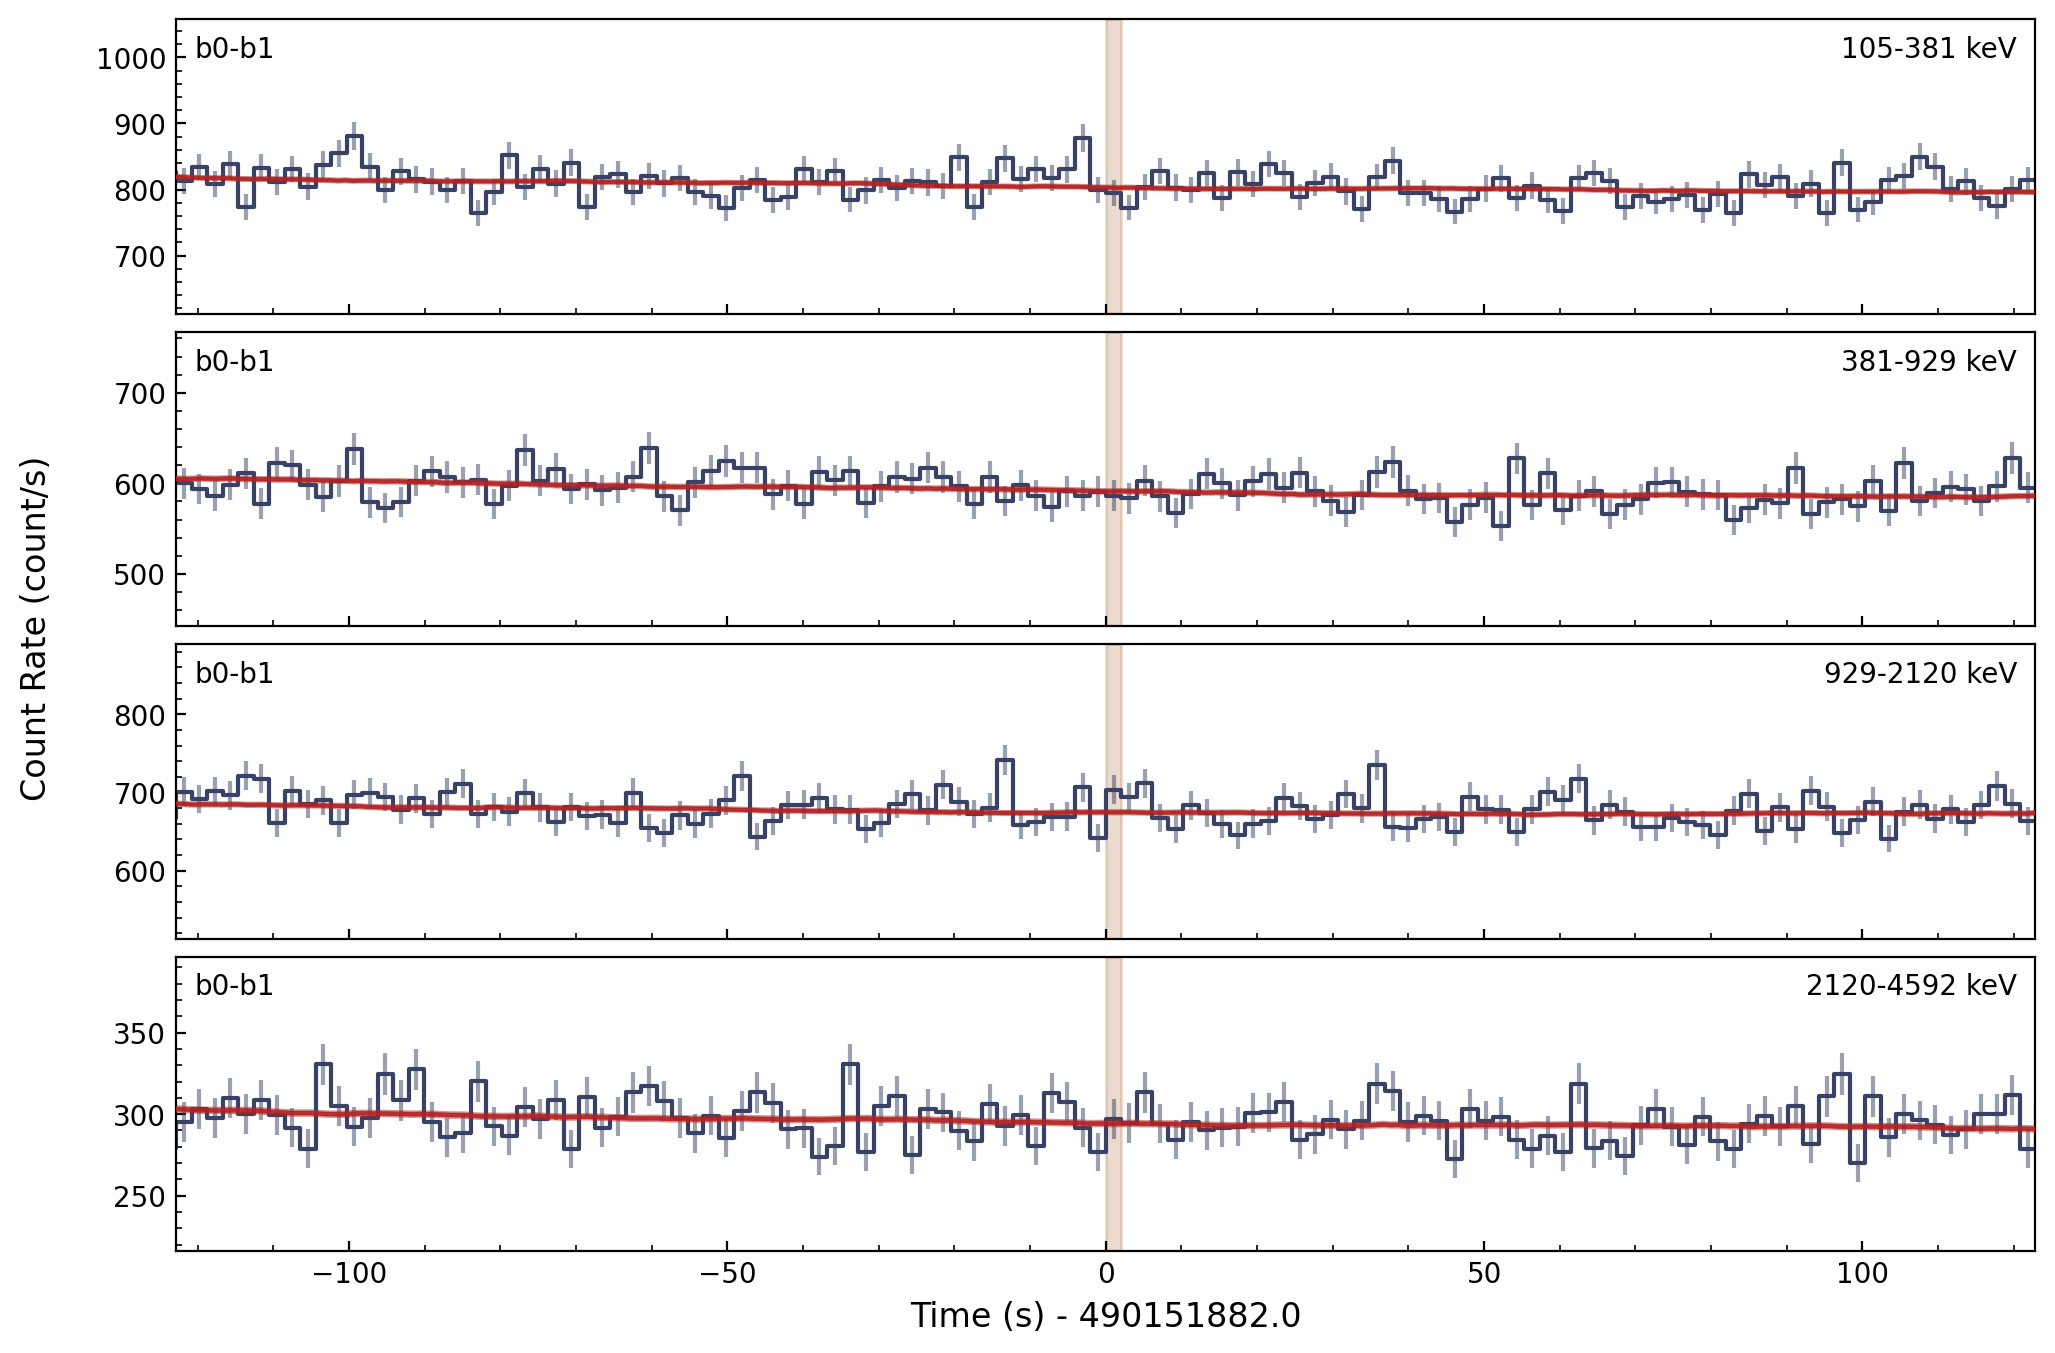 b0-b1 105-381 keV
1000
900
800
700
b0-b1 381-929 keV
700
600
500
Count Rate (count/s)
b0-b1 929-2120 keV
800
700
600
b0-b1 2120-4592 keV
350
300
250
−100 −50 0 50 100
Time (s) - 490151882.0